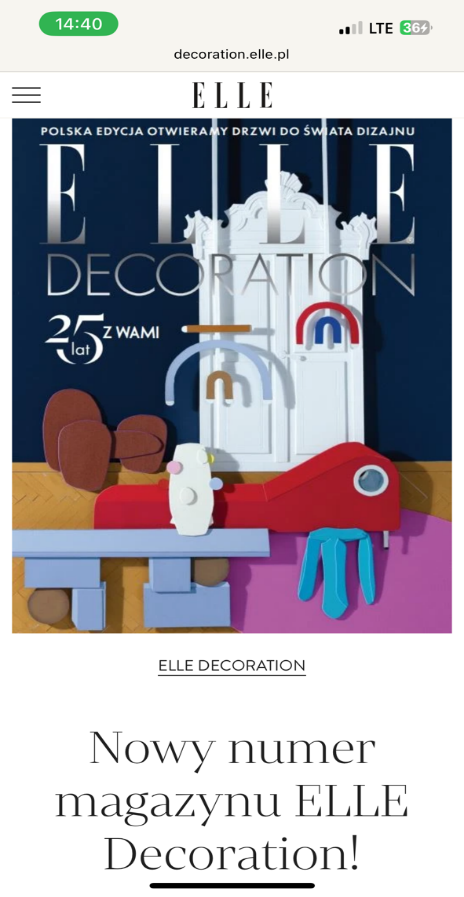 14:40
LTE
36
decoration.elle.pl
ELLE
POLSKA EDYCJA OTWIERAMY DRZWI DO ŚWIATA DIZAJNU
ELLE
DECORATION
25 lat Z WAMI
ELLE DECORATION
Nowy numer
magazynu ELLE
Decoration!